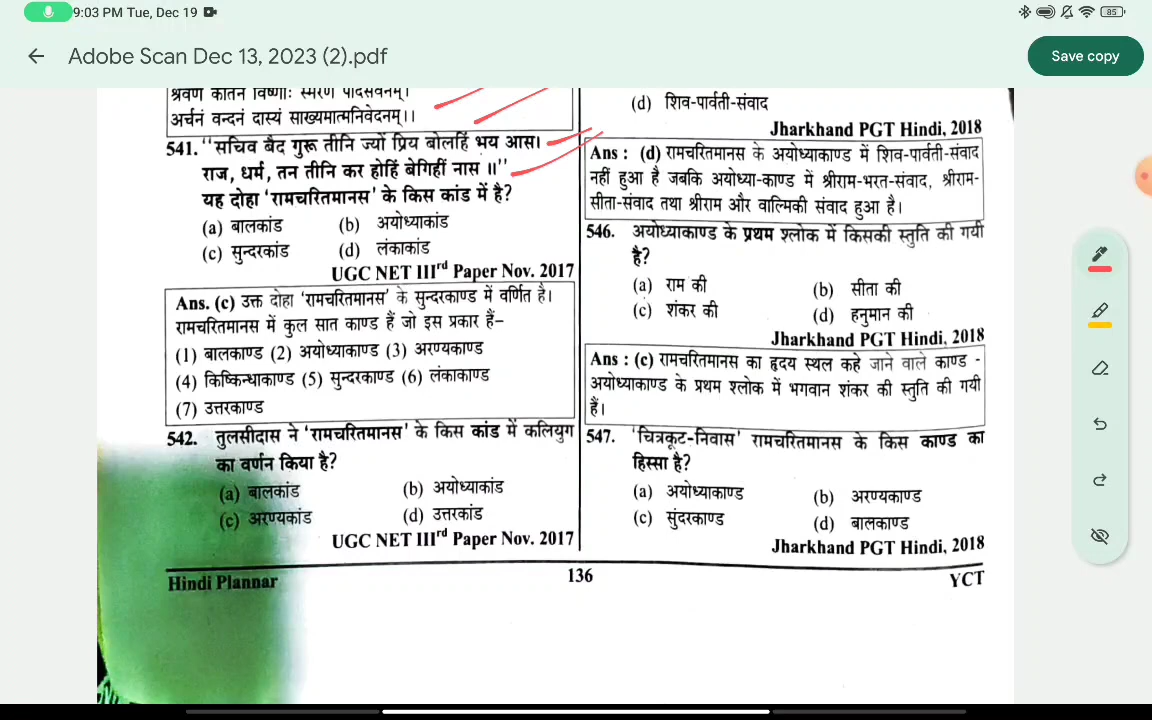 9:03 PM Tue, Dec 19
85
Adobe Scan Dec 13, 2023 (2).pdf
Save copy
श्रवणं कीर्तनं विष्णोः स्मरणं पादसेवनम्।
अर्चनं वन्दनं दास्यं साख्यमात्मनिवेदनम्।।
541. "सचिव बैद गुरू तीनि ज्यों प्रिय बोलहिं भय आस।
राज, धर्म, तन तीनि कर होहिं बेगिहीं नास ॥"
यह दोहा 'रामचरितमानस' के किस कांड में है?
(a) बालकांड (b) अयोध्याकांड
(c) सुन्दरकांड (d) लंकाकांड
UGC NET IIIrd Paper Nov. 2017
Ans. (c) उक्त दोहा 'रामचरितमानस' के सुन्दरकाण्ड में वर्णित है।
रामचरितमानस में कुल सात काण्ड हैं जो इस प्रकार हैं–
(1) बालकाण्ड (2) अयोध्याकाण्ड (3) अरण्यकाण्ड
(4) किष्किन्धाकाण्ड (5) सुन्दरकाण्ड (6) लंकाकाण्ड
(7) उत्तरकाण्ड
542. तुलसीदास ने 'रामचरितमानस' के किस कांड में कलियुग
का वर्णन किया है?
(a) बालकांड (b) अयोध्याकांड
(c) अरण्यकांड (d) उत्तरकांड
UGC NET IIIrd Paper Nov. 2017
(d) शिव-पार्वती-संवाद
Jharkhand PGT Hindi, 2018
Ans : (d) रामचरितमानस के अयोध्याकाण्ड में शिव-पार्वती-संवाद
नहीं हुआ है जबकि अयोध्या-काण्ड में श्रीराम-भरत-संवाद, श्रीराम-
सीता-संवाद तथा श्रीराम और वाल्मिकी संवाद हुआ है।
546. अयोध्याकाण्ड के प्रथम श्लोक में किसकी स्तुति की गयी
है?
(a) राम की (b) सीता की
(c) शंकर की (d) हनुमान की
Jharkhand PGT Hindi, 2018
Ans : (c) रामचरितमानस का हृदय स्थल कहे जाने वाले काण्ड -
अयोध्याकाण्ड के प्रथम श्लोक में भगवान शंकर की स्तुति की गयी
हैं।
547. 'चित्रकूट-निवास' रामचरितमानस के किस काण्ड का
हिस्सा है?
(a) अयोध्याकाण्ड (b) अरण्यकाण्ड
(c) सुंदरकाण्ड (d) बालकाण्ड
Jharkhand PGT Hindi, 2018
Hindi Plannar 136 YCT